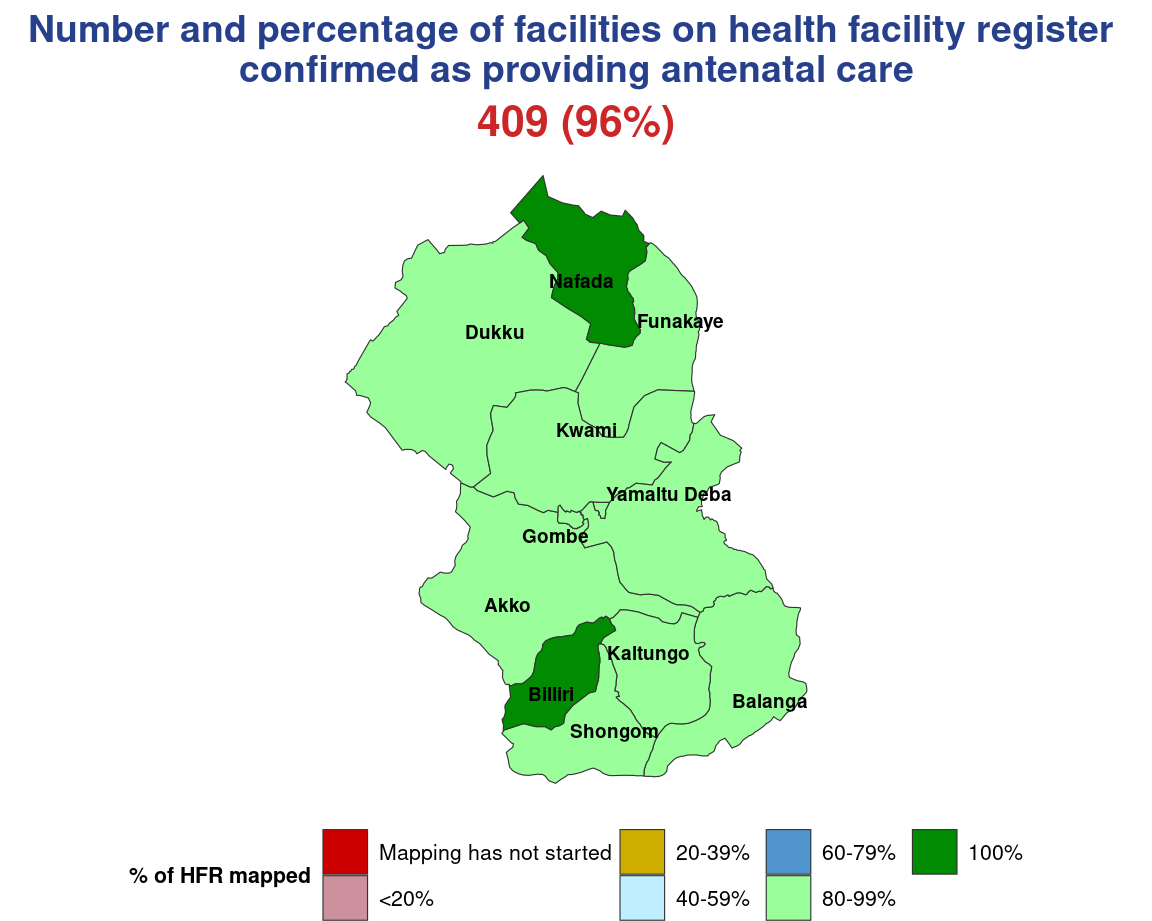 Number and percentage of facilities on health facility register
confirmed as providing antenatal care
409 (96%)
Nafada
Funakaye
Dukku
Kwami
Yamaltu Deba
Gombe
Akko
Kaltungo
Billiri
Balanga
Shongom
% of HFR mapped
Mapping has not started
<20%
20-39%
40-59%
60-79%
80-99%
100%